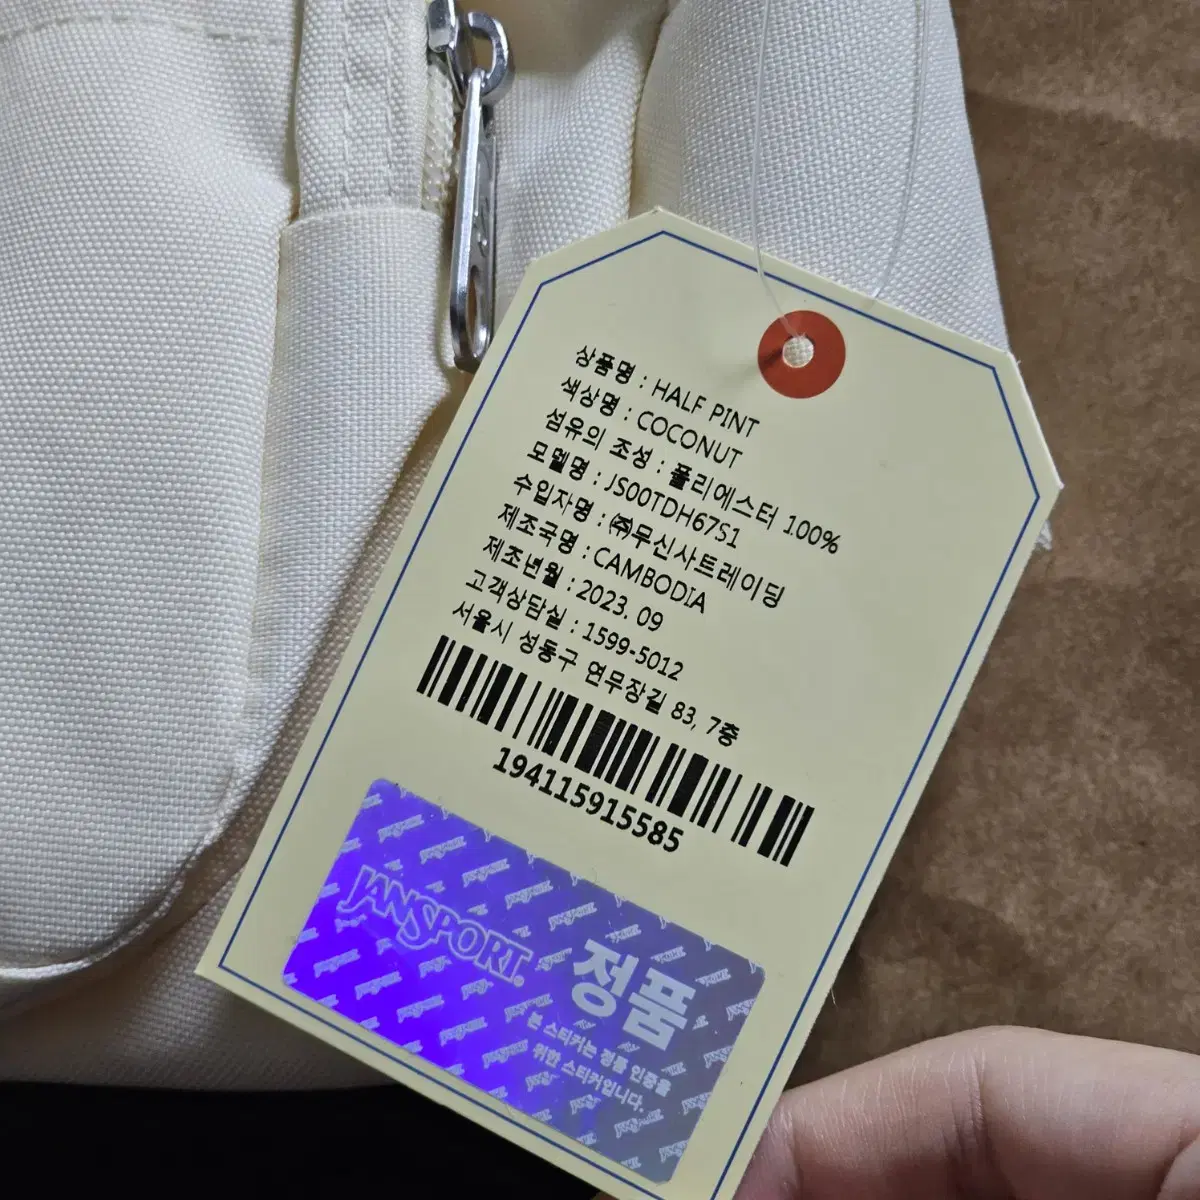 상품명 : HALF PINT
색상명 : COCONUT
섬유의 조성 : 폴리에스터 100%
모델명 : JS00TDH67S1
수입자명 : ㈜무신사트레이딩
제조국명 : CAMBODIA
제조년월 : 2023. 09
고객상담실 : 1599-5012
서울시 성동구 연무장길 83, 7층
194115915585
JANSPORT.
정품
본 스티커는 정품 인증을
위한 스티커입니다.